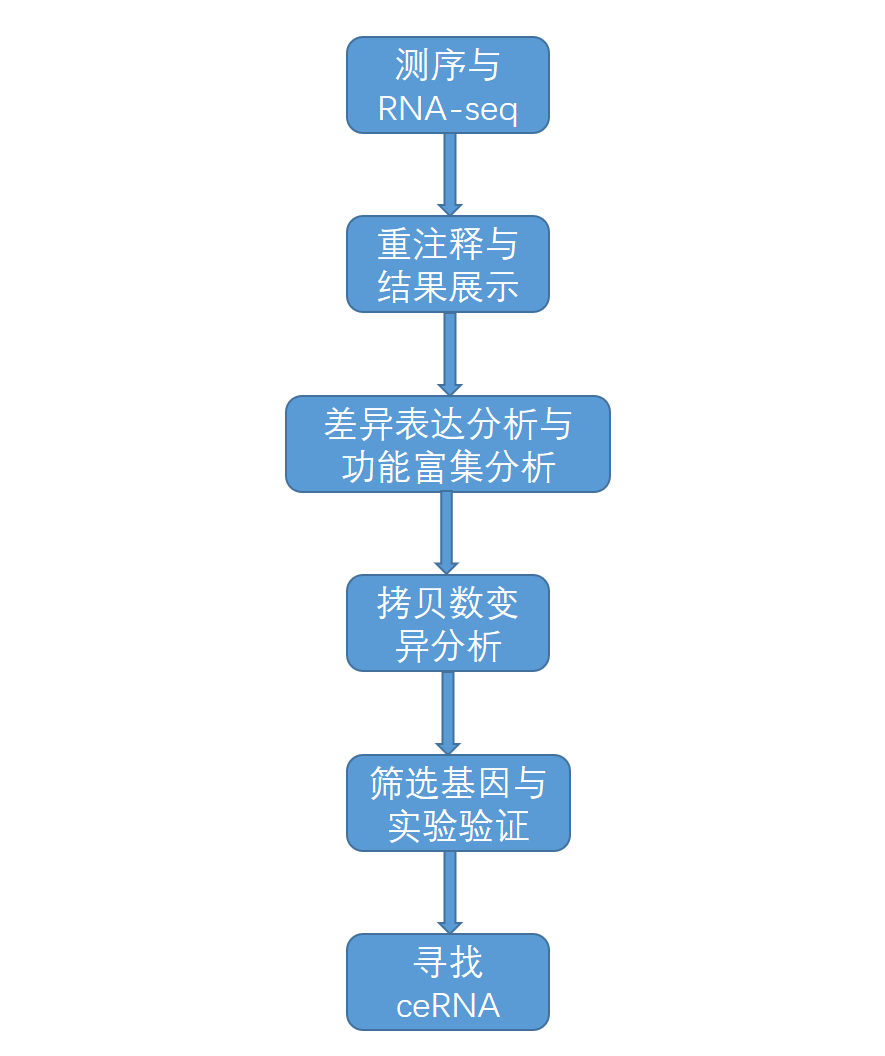 测序与
RNA-seq
重注释与
结果展示
差异表达分析与
功能富集分析
拷贝数变
异分析
筛选基因与
实验验证
寻找
ceRNA